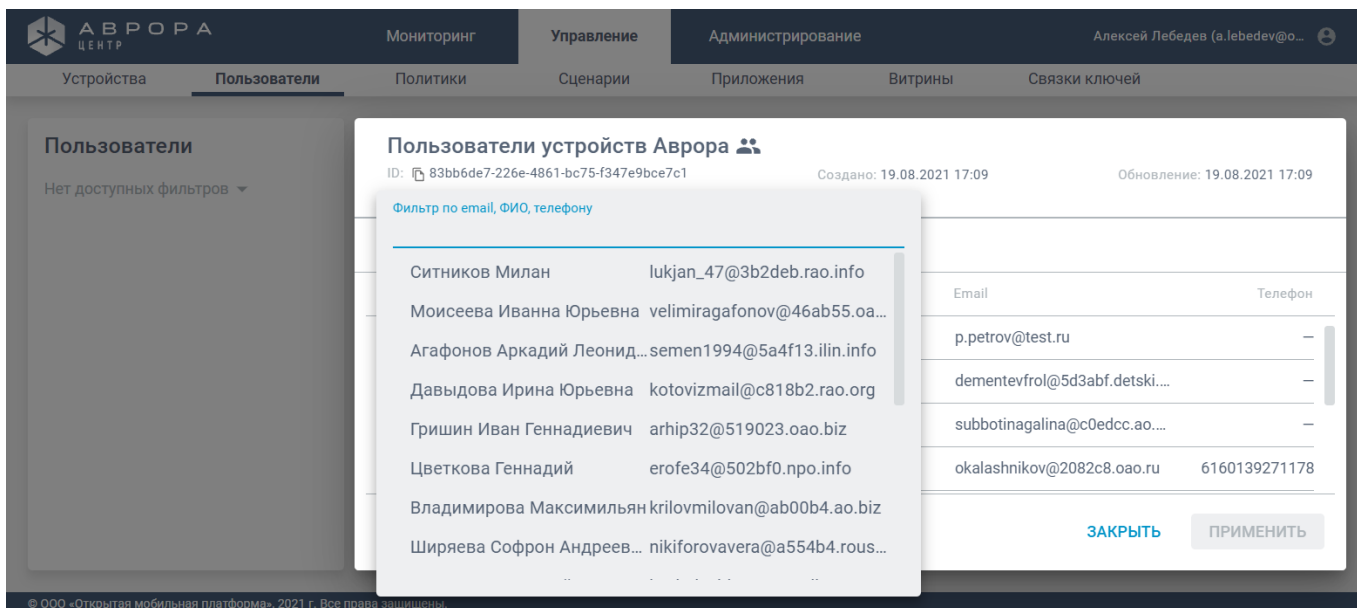 АВРОРА
ЦЕНТР
Мониторинг Управление Администрирование Алексей Лебедев (a.lebedev@o...
Устройства Пользователи Политики Сценарии Приложения Витрины Связки ключей
Пользователи
Нет доступных фильтров
Пользователи устройств Аврора
ID: 83bb6de7-226e-4861-bc75-f347e9bce7c1 Создано: 19.08.2021 17:09 Обновление: 19.08.2021 17:09
Фильтр по email, ФИО, телефону
Ситников Милан lukjan_47@3b2deb.rao.info
Моисеева Иванна Юрьевна velimiragafonov@46ab55.oa...
Агафонов Аркадий Леонид... semen1994@5a4f13.ilin.info
Давыдова Ирина Юрьевна kotovizmail@c818b2.rao.org
Гришин Иван Геннадиевич arhip32@519023.oao.biz
Цветкова Геннадий erofe34@502bf0.npo.info
Владимирова Максимильян krilovmilovan@ab00b4.ao.biz
Ширяева Софрон Андреев... nikiforovavera@a554b4.rous...
Email Телефон
p.petrov@test.ru —
dementevfrol@5d3abf.detski.... —
subbotinagalina@c0edcc.ao.... —
okalashnikov@2082c8.oao.ru 6160139271178
ЗАКРЫТЬ ПРИМЕНИТЬ
© ООО «Открытая мобильная платформа», 2021 г. Все права защищены.